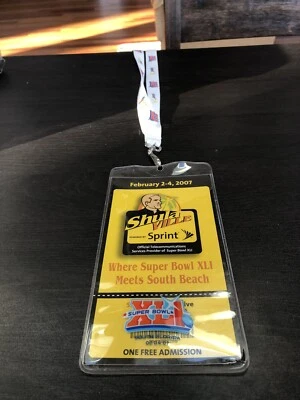 February 2-4, 2007
Shula
VILLE
Sprint
Official Telecommunications
Services Provider of Super Bowl XLI
Where Super Bowl XLI
Meets South Beach
XLI
SUPER BOWL
ONE FREE ADMISSION